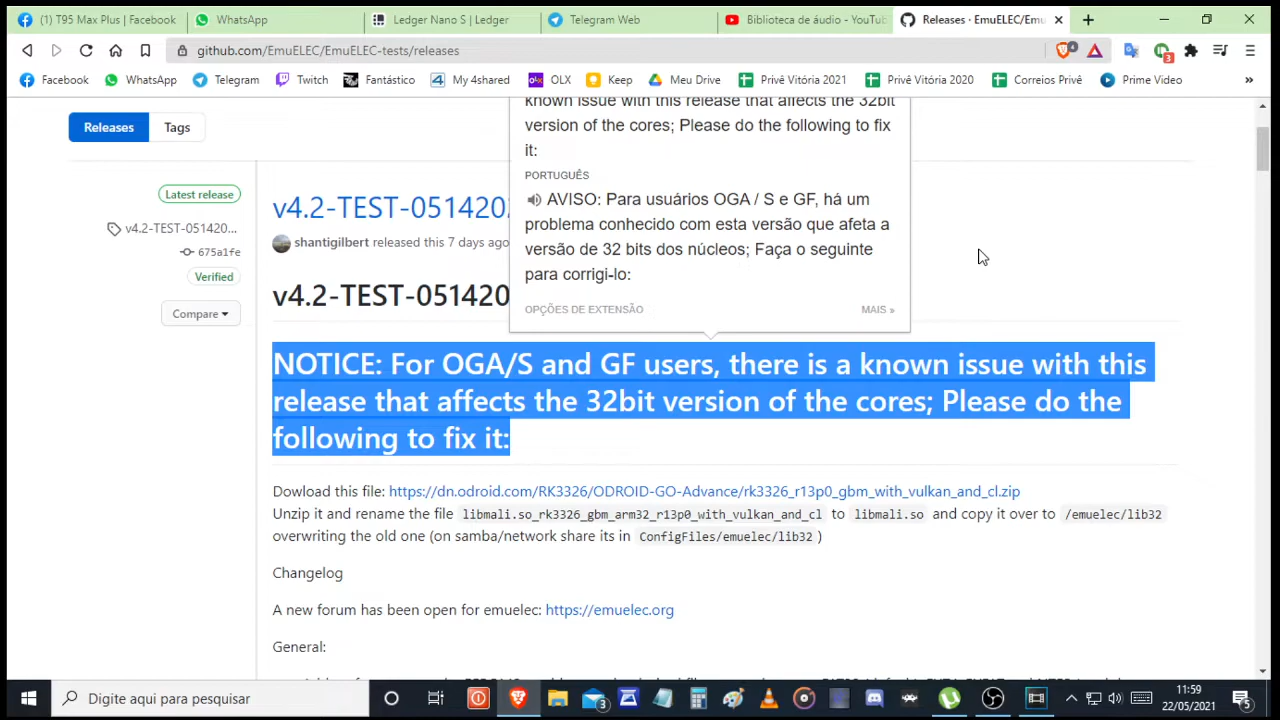 (1) T95 Max Plus | Facebook
WhatsApp
Ledger Nano S | Ledger
Telegram Web
Biblioteca de áudio - YouTub
Releases · EmuELEC/Emu
github.com/EmuELEC/EmuELEC-tests/releases
4
3
Facebook
WhatsApp
Telegram
Twitch
Fantástico
My 4shared
OLX
Keep
Meu Drive
Privê Vitória 2021
Privê Vitória 2020
Correios Privê
Prime Video
»
Releases
Tags
known issue with this release that affects the 32bit
version of the cores; Please do the following to fix
it:
PORTUGUÊS
AVISO: Para usuários OGA / S e GF, há um
problema conhecido com esta versão que afeta a
versão de 32 bits dos núcleos; Faça o seguinte
para corrigi-lo:
OPÇÕES DE EXTENSÃO
MAIS »
Latest release
v4.2-TEST-051420...
675a1fe
Verified
Compare
v4.2-TEST-051420
shantigilbert released this 7 days ago
v4.2-TEST-051420
NOTICE: For OGA/S and GF users, there is a known issue with this
release that affects the 32bit version of the cores; Please do the
following to fix it:
Dowload this file: https://dn.odroid.com/RK3326/ODROID-GO-Advance/rk3326_r13p0_gbm_with_vulkan_and_cl.zip
Unzip it and rename the file libmali.so_rk3326_gbm_arm32_r13p0_with_vulkan_and_cl to libmali.so and copy it over to /emuelec/lib32
overwriting the old one (on samba/network share its in ConfigFiles/emuelec/lib32 )
Changelog
A new forum has been open for emuelec: https://emuelec.org
General:
Digite aqui para pesquisar
3
11:59
22/05/2021
5